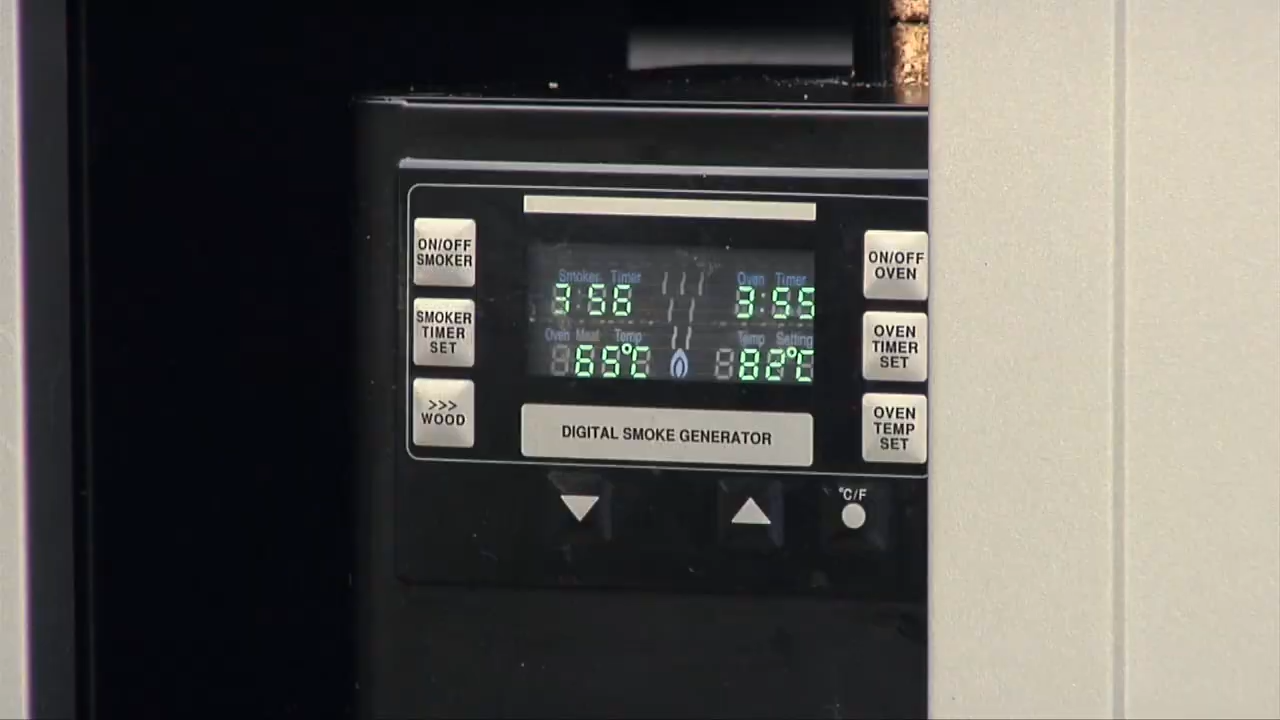 ON/OFF
SMOKER
SMOKER
TIMER
SET
>>>
WOOD
Smoker Timer
3:56
Oven Timer
3:55
Oven Meat Temp
65°C
Temp Setting
82°C
DIGITAL SMOKE GENERATOR
ON/OFF
OVEN
OVEN
TIMER
SET
OVEN
TEMP
SET
°C/F